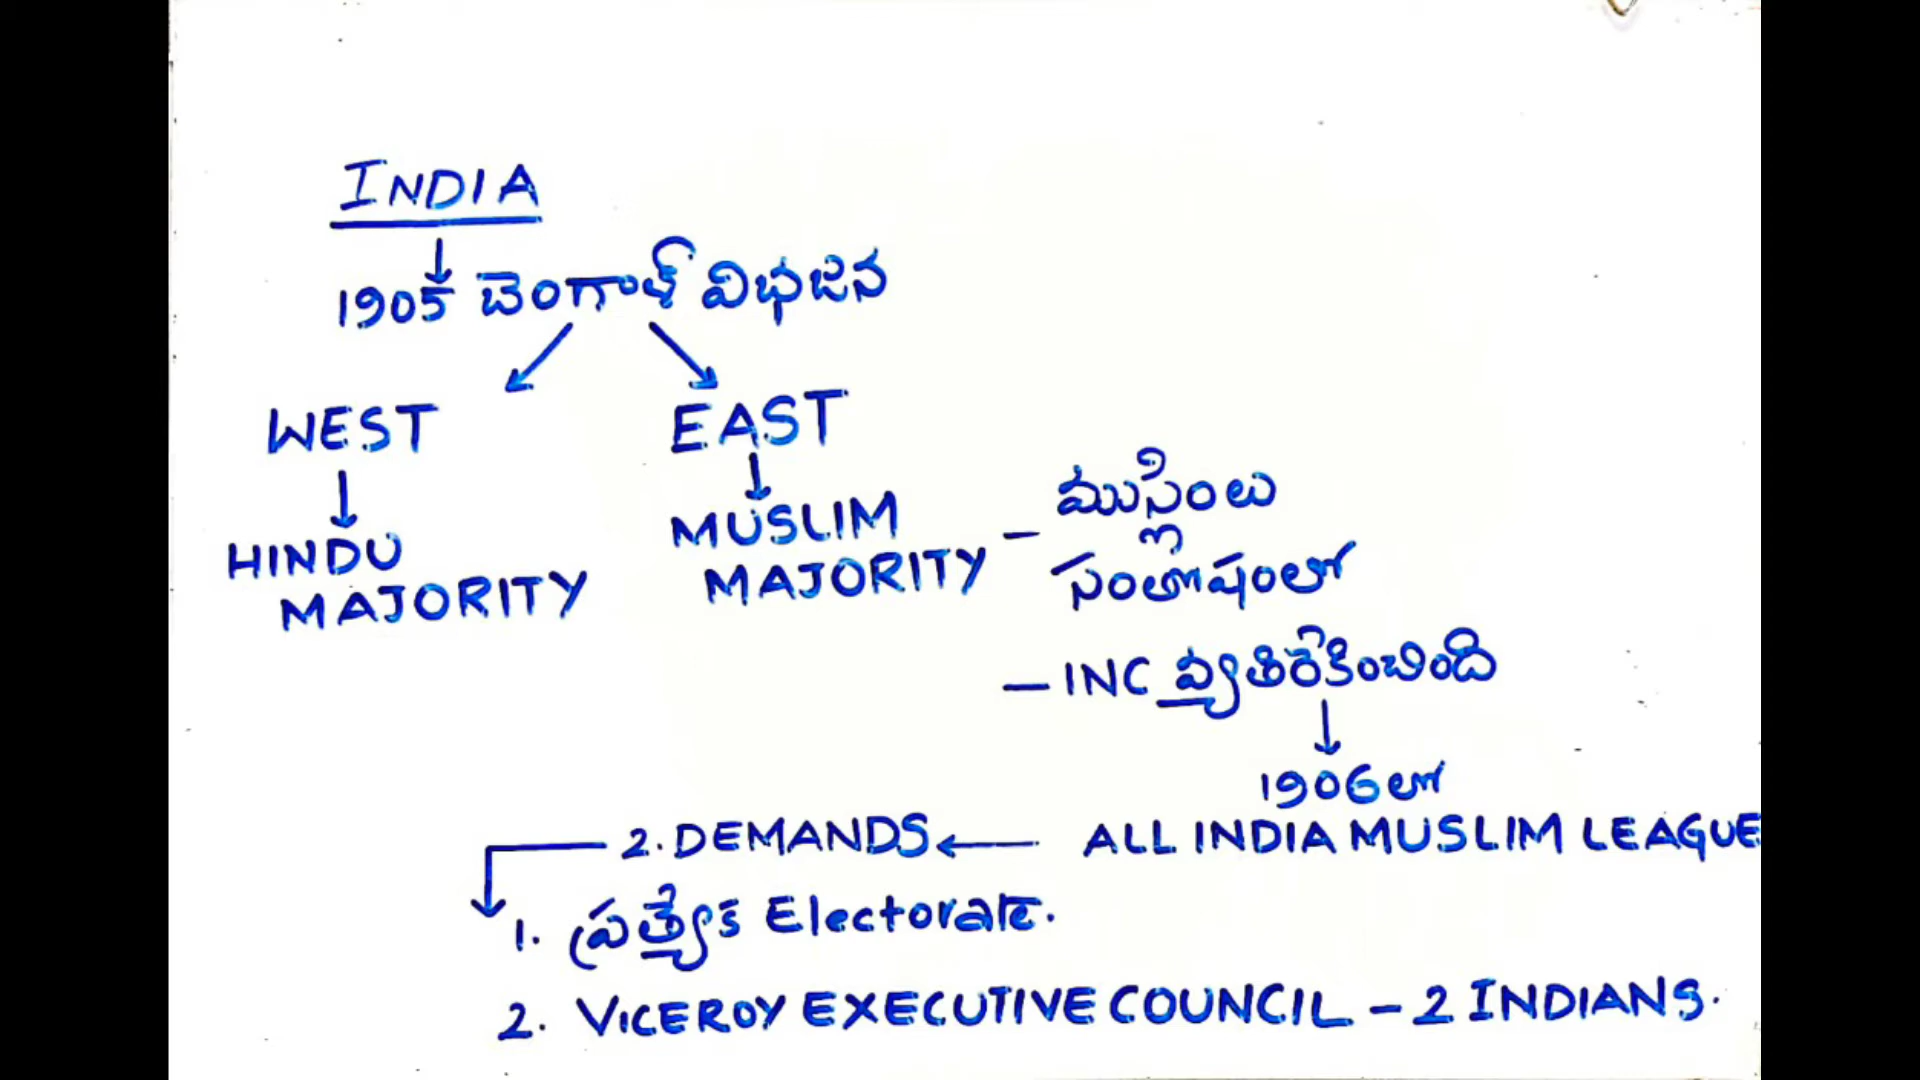 INDIA
1905 బెంగాల్ విభజన
WEST EAST
HINDU MAJORITY
MUSLIM MAJORITY
– ముస్లింలు సంతోషంలో
– INC వ్యతిరేకించింది
1906లో
ALL INDIA MUSLIM LEAGUE
2. DEMANDS
1. ప్రత్యేక Electorate.
2. VICEROY EXECUTIVE COUNCIL – 2 INDIANS.